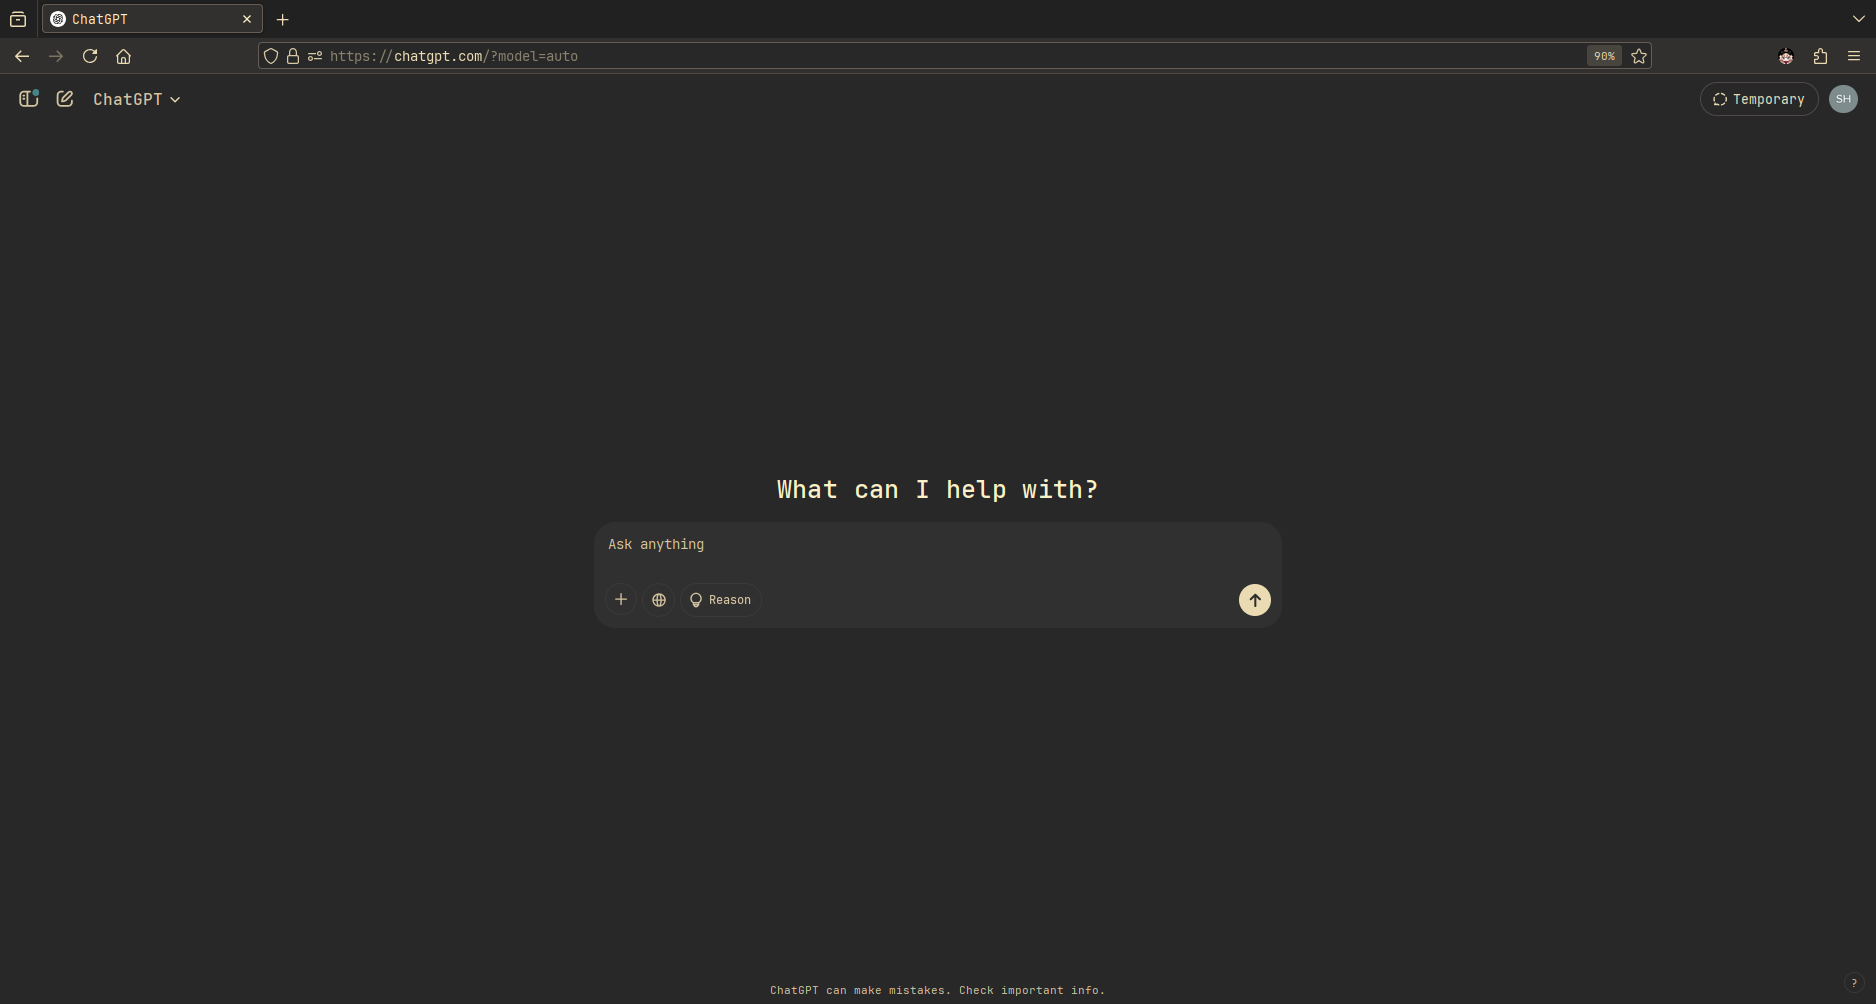 ChatGPT
https://chatgpt.com/?model=auto
90%
ChatGPT
Temporary
SH
What can I help with?
Ask anything
Reason
ChatGPT can make mistakes. Check important info.
?